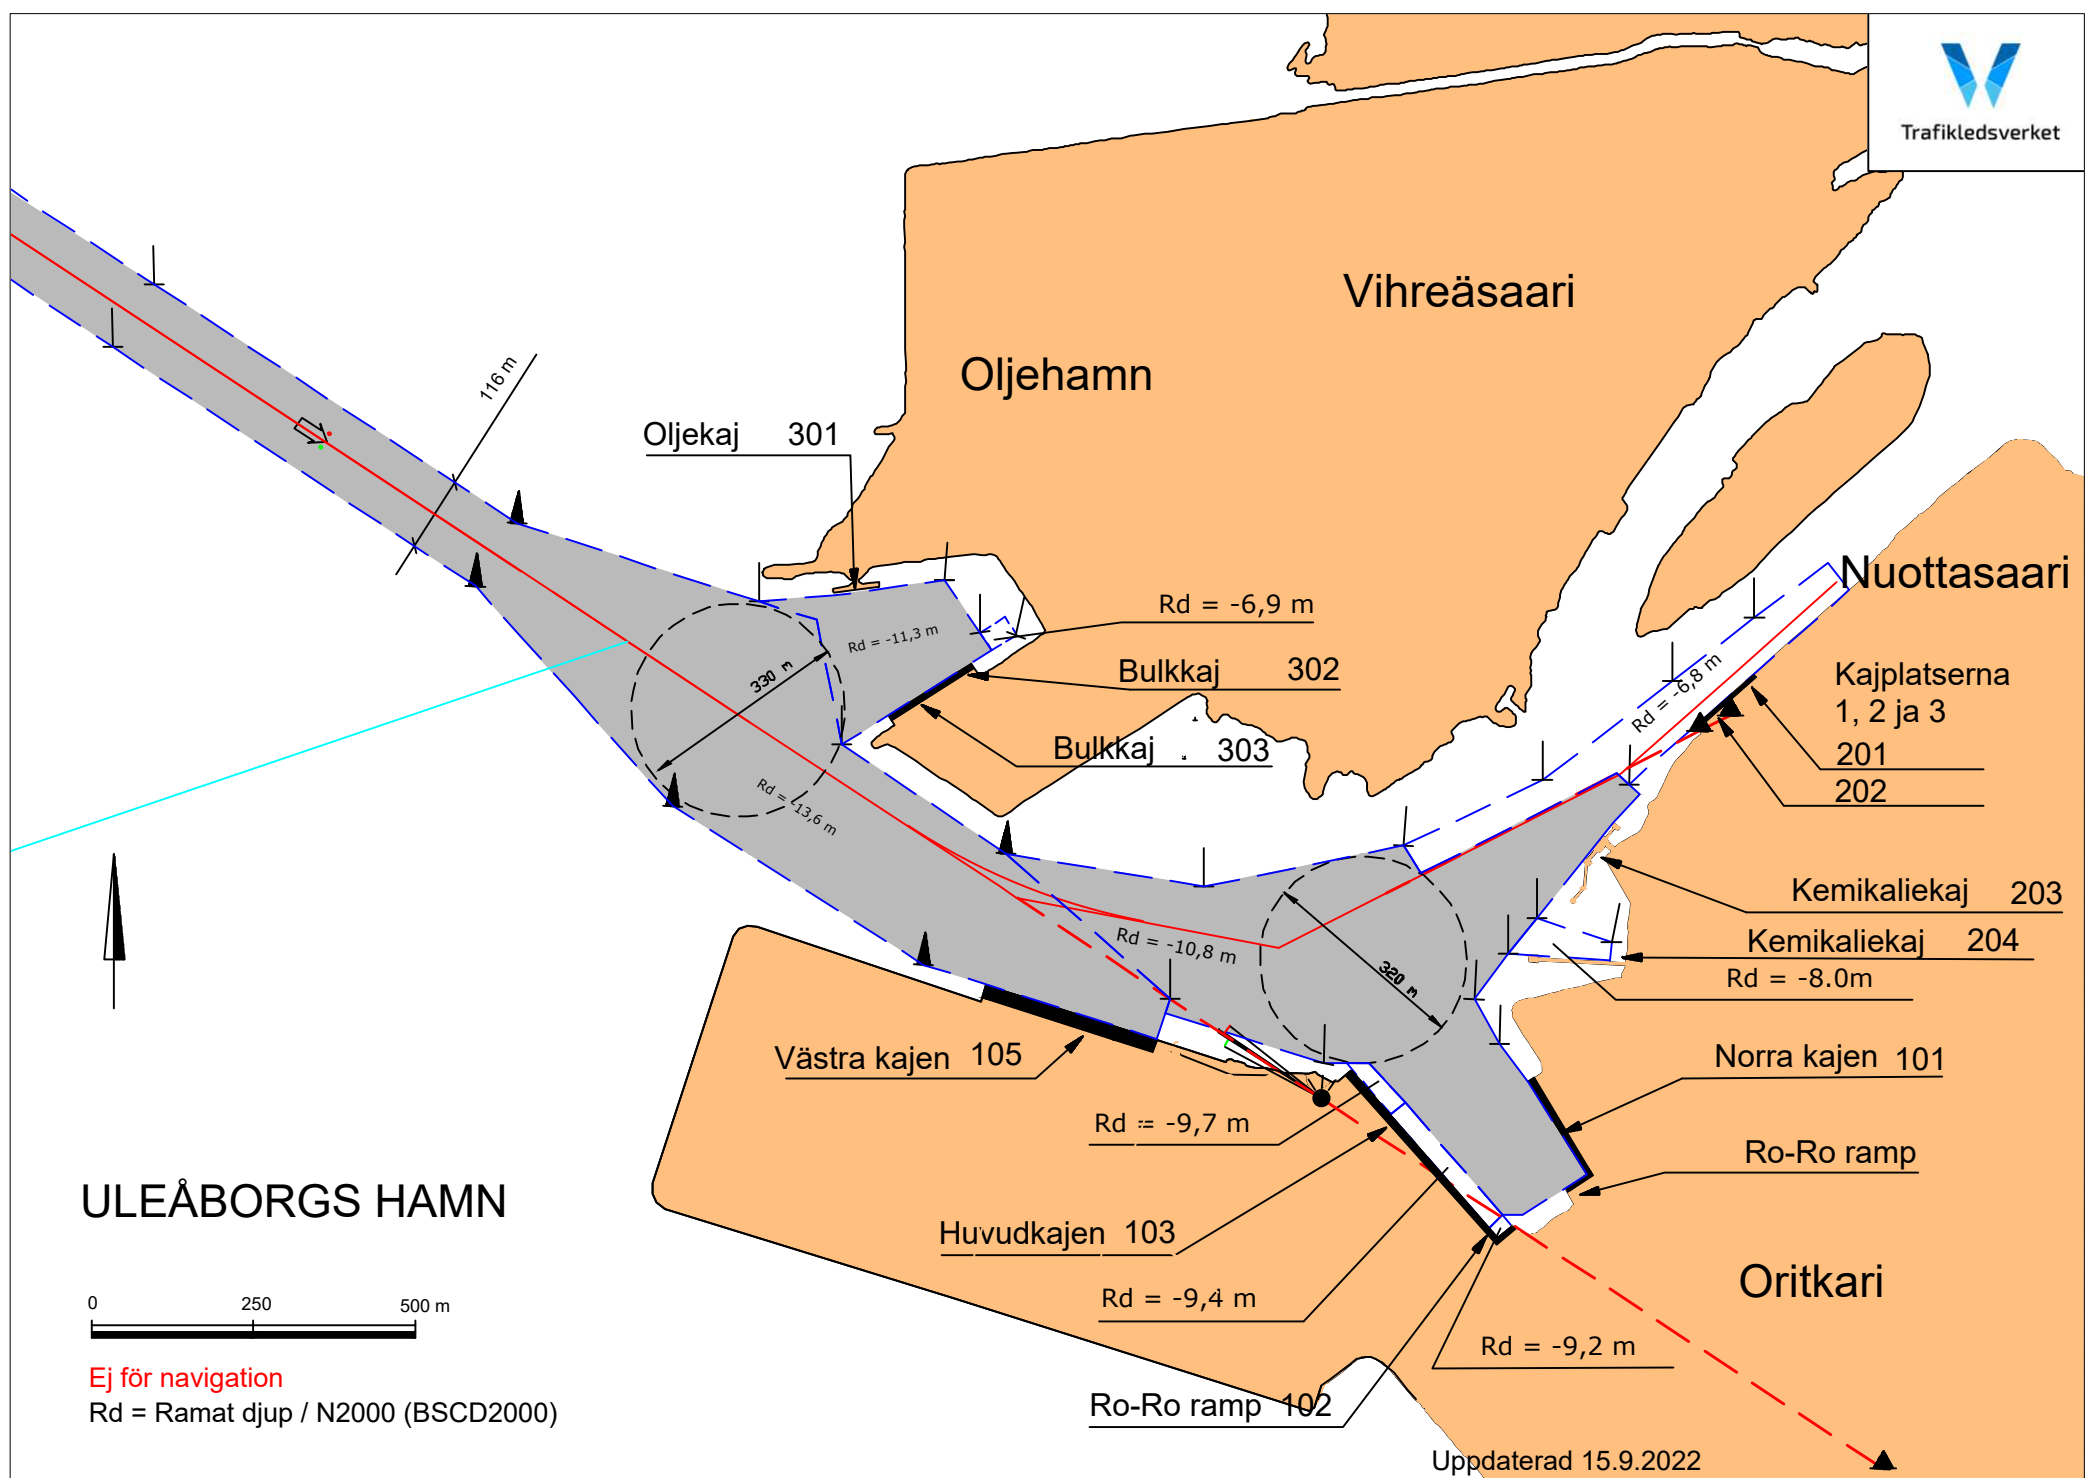 Trafikledsverket
Vihreäsaari
116 m
Oljehamn
Oljekaj 301
Nuottasaari
Rd = -6,9 m
Rd = -11,3 m
330 m
Bulkkaj 302
Rd = -6,8 m
Kajplatserna
1, 2 ja 3
201
202
Bulkkaj 303
Rd = -13,6 m
Kemikaliekaj 203
Rd = -10,8 m
Kemikaliekaj 204
320 m
Rd = -8.0m
Västra kajen 105
Norra kajen 101
Rd = -9,7 m
Ro-Ro ramp
ULEÅBORGS HAMN
Huvudkajen 103
Oritkari
Rd = -9,4 m
0 250 500 m
Rd = -9,2 m
Ej för navigation
Rd = Ramat djup / N2000 (BSCD2000)
Ro-Ro ramp 102
Uppdaterad 15.9.2022